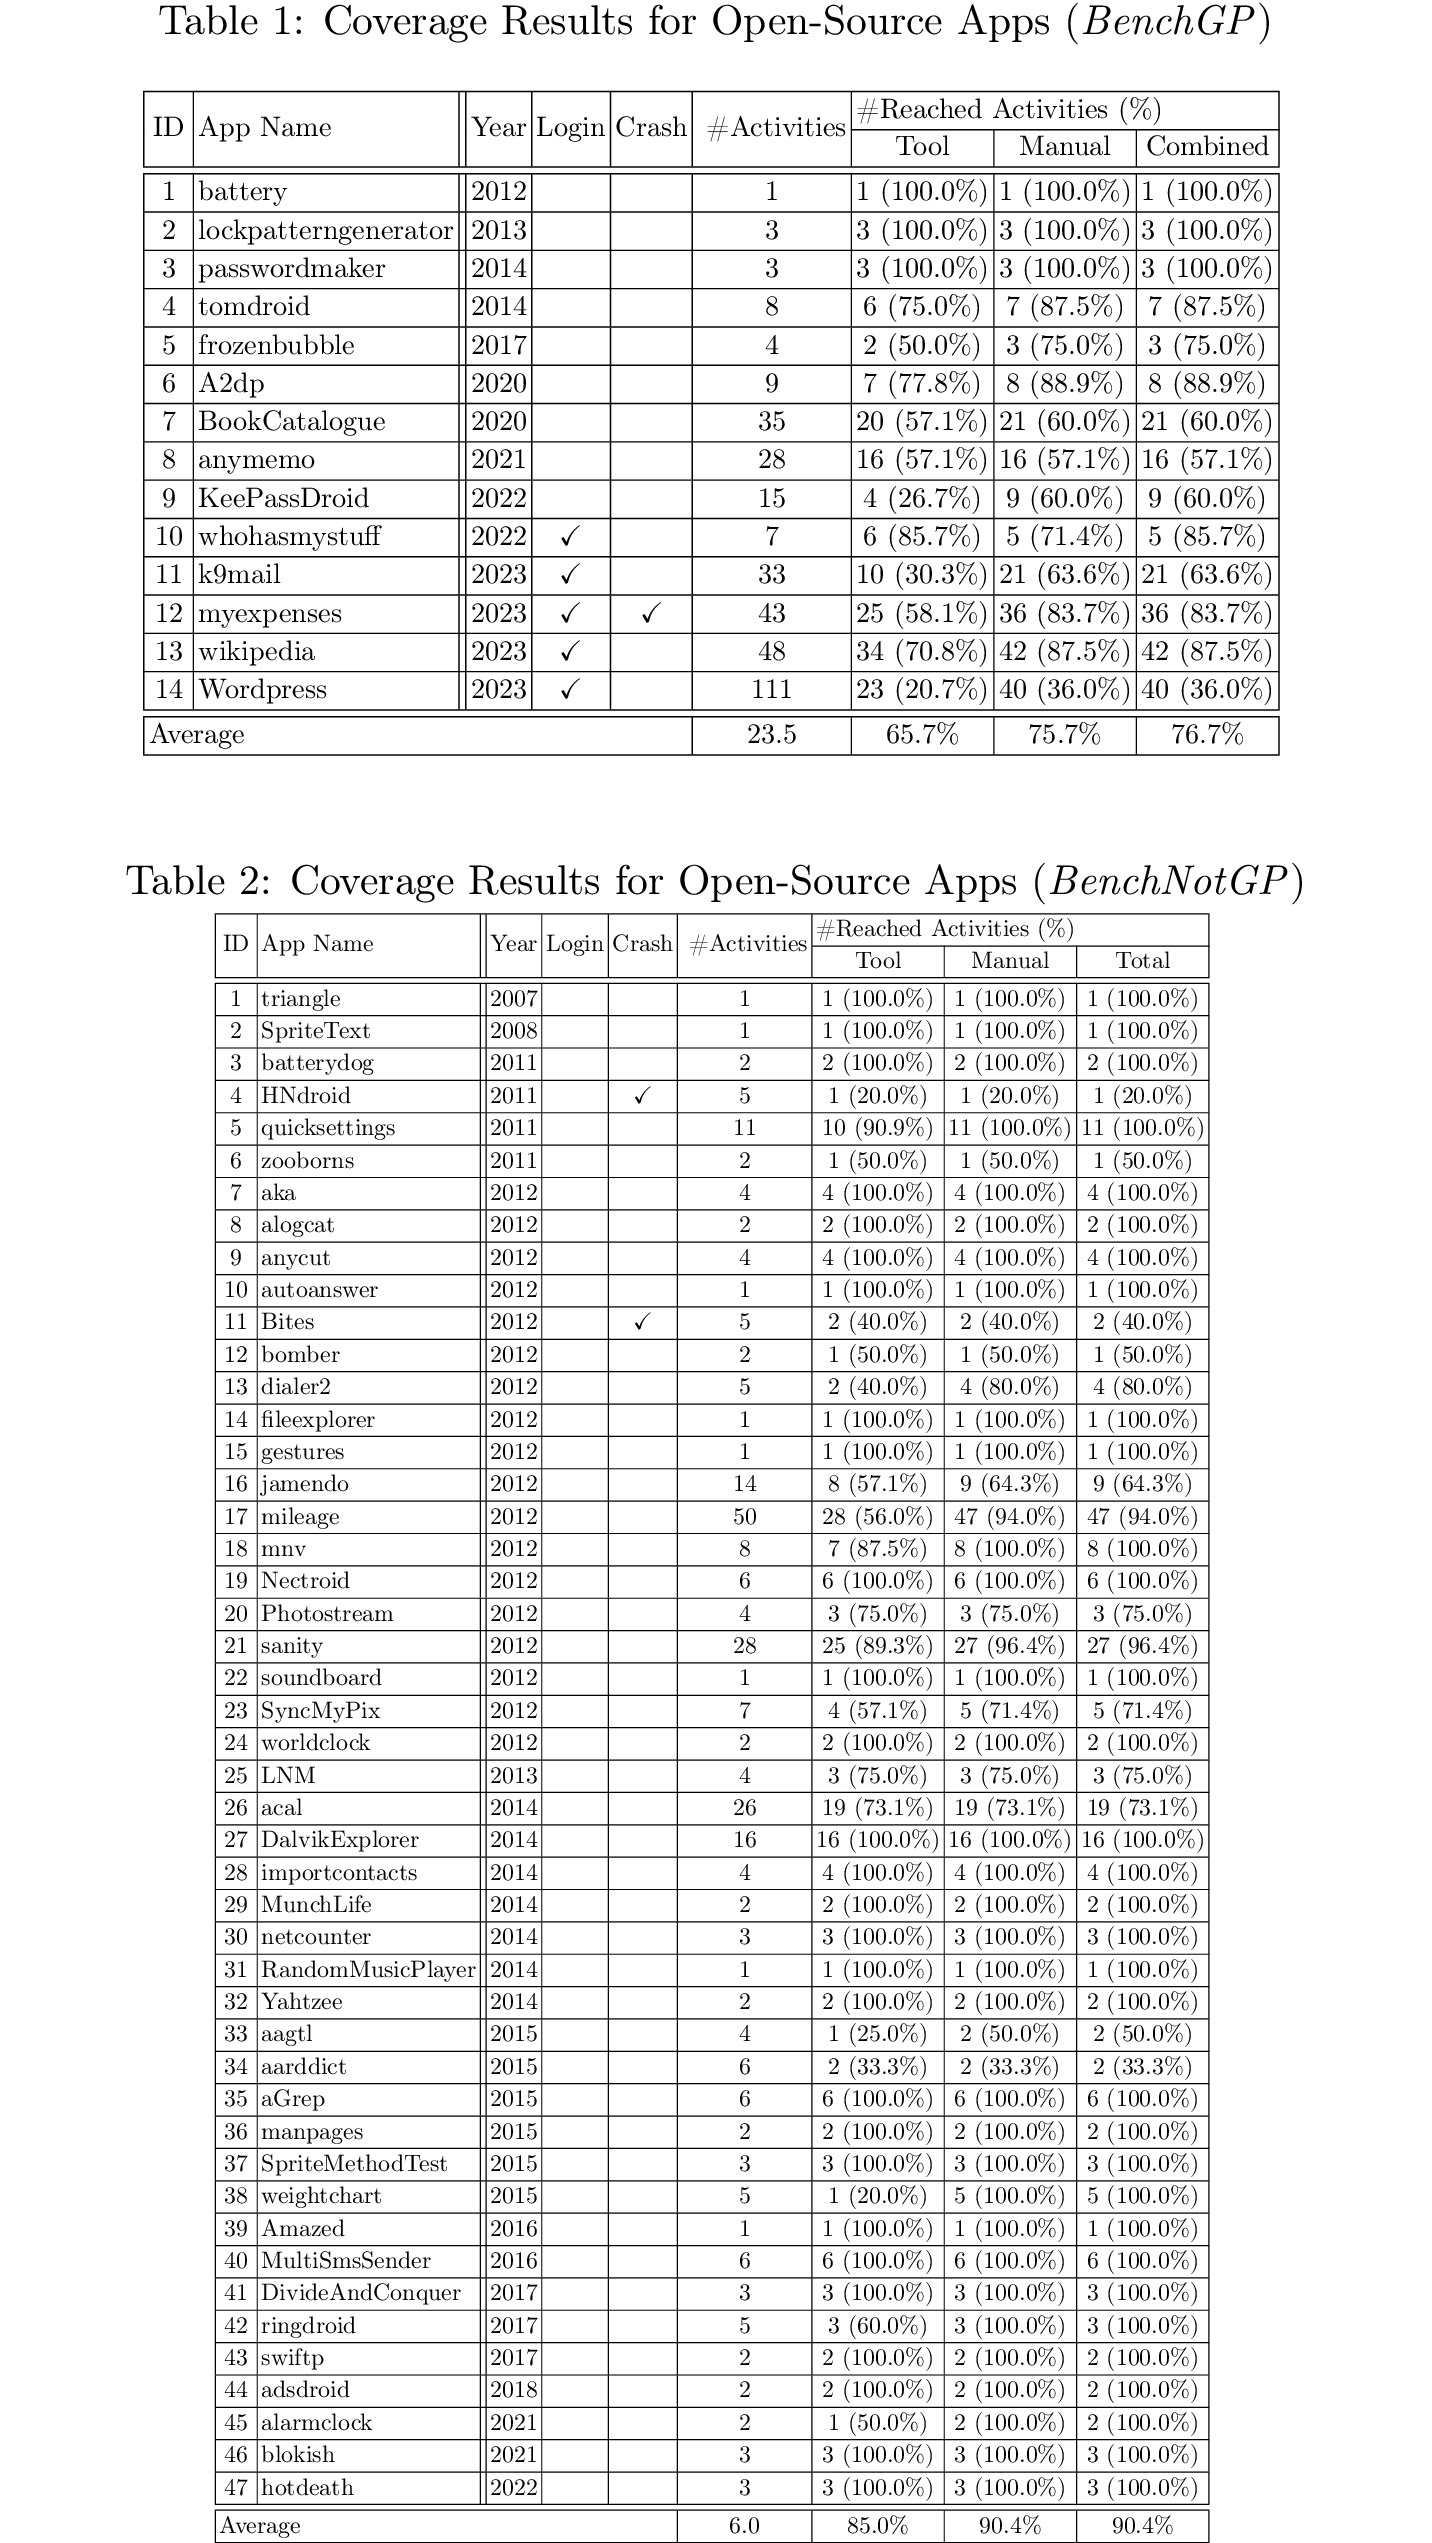 Table 1: Coverage Results for Open-Source Apps (BenchGP)
ID App Name Year Login Crash #Activities #Reached Activities (%)
Tool Manual Combined
1 battery 2012 1 1 (100.0%) 1 (100.0%) 1 (100.0%)
2 lockpatterngenerator 2013 3 3 (100.0%) 3 (100.0%) 3 (100.0%)
3 passwordmaker 2014 3 3 (100.0%) 3 (100.0%) 3 (100.0%)
4 tomdroid 2014 8 6 (75.0%) 7 (87.5%) 7 (87.5%)
5 frozenbubble 2017 4 2 (50.0%) 3 (75.0%) 3 (75.0%)
6 A2dp 2020 9 7 (77.8%) 8 (88.9%) 8 (88.9%)
7 BookCatalogue 2020 35 20 (57.1%) 21 (60.0%) 21 (60.0%)
8 anymemo 2021 28 16 (57.1%) 16 (57.1%) 16 (57.1%)
9 KeePassDroid 2022 15 4 (26.7%) 9 (60.0%) 9 (60.0%)
10 whohasmystuff 2022 ✓ 7 6 (85.7%) 5 (71.4%) 5 (85.7%)
11 k9mail 2023 ✓ 33 10 (30.3%) 21 (63.6%) 21 (63.6%)
12 myexpenses 2023 ✓ ✓ 43 25 (58.1%) 36 (83.7%) 36 (83.7%)
13 wikipedia 2023 ✓ 48 34 (70.8%) 42 (87.5%) 42 (87.5%)
14 Wordpress 2023 ✓ 111 23 (20.7%) 40 (36.0%) 40 (36.0%)
Average 23.5 65.7% 75.7% 76.7%
Table 2: Coverage Results for Open-Source Apps (BenchNotGP)
ID App Name Year Login Crash #Activities #Reached Activities (%)
Tool Manual Total
1 triangle 2007 1 1 (100.0%) 1 (100.0%) 1 (100.0%)
2 SpriteText 2008 1 1 (100.0%) 1 (100.0%) 1 (100.0%)
3 batterydog 2011 2 2 (100.0%) 2 (100.0%) 2 (100.0%)
4 HNdroid 2011 ✓ 5 1 (20.0%) 1 (20.0%) 1 (20.0%)
5 quicksettings 2011 11 10 (90.9%) 11 (100.0%) 11 (100.0%)
6 zooborns 2011 2 1 (50.0%) 1 (50.0%) 1 (50.0%)
7 aka 2012 4 4 (100.0%) 4 (100.0%) 4 (100.0%)
8 alogcat 2012 2 2 (100.0%) 2 (100.0%) 2 (100.0%)
9 anycut 2012 4 4 (100.0%) 4 (100.0%) 4 (100.0%)
10 autoanswer 2012 1 1 (100.0%) 1 (100.0%) 1 (100.0%)
11 Bites 2012 ✓ 5 2 (40.0%) 2 (40.0%) 2 (40.0%)
12 bomber 2012 2 1 (50.0%) 1 (50.0%) 1 (50.0%)
13 dialer2 2012 5 2 (40.0%) 4 (80.0%) 4 (80.0%)
14 fileexplorer 2012 1 1 (100.0%) 1 (100.0%) 1 (100.0%)
15 gestures 2012 1 1 (100.0%) 1 (100.0%) 1 (100.0%)
16 jamendo 2012 14 8 (57.1%) 9 (64.3%) 9 (64.3%)
17 mileage 2012 50 28 (56.0%) 47 (94.0%) 47 (94.0%)
18 mnv 2012 8 7 (87.5%) 8 (100.0%) 8 (100.0%)
19 Nectroid 2012 6 6 (100.0%) 6 (100.0%) 6 (100.0%)
20 Photostream 2012 4 3 (75.0%) 3 (75.0%) 3 (75.0%)
21 sanity 2012 28 25 (89.3%) 27 (96.4%) 27 (96.4%)
22 soundboard 2012 1 1 (100.0%) 1 (100.0%) 1 (100.0%)
23 SyncMyPix 2012 7 4 (57.1%) 5 (71.4%) 5 (71.4%)
24 worldclock 2012 2 2 (100.0%) 2 (100.0%) 2 (100.0%)
25 LNM 2013 4 3 (75.0%) 3 (75.0%) 3 (75.0%)
26 acal 2014 26 19 (73.1%) 19 (73.1%) 19 (73.1%)
27 DalvikExplorer 2014 16 16 (100.0%) 16 (100.0%) 16 (100.0%)
28 importcontacts 2014 4 4 (100.0%) 4 (100.0%) 4 (100.0%)
29 MunchLife 2014 2 2 (100.0%) 2 (100.0%) 2 (100.0%)
30 netcounter 2014 3 3 (100.0%) 3 (100.0%) 3 (100.0%)
31 RandomMusicPlayer 2014 1 1 (100.0%) 1 (100.0%) 1 (100.0%)
32 Yahtzee 2014 2 2 (100.0%) 2 (100.0%) 2 (100.0%)
33 aagtl 2015 4 1 (25.0%) 2 (50.0%) 2 (50.0%)
34 aarddict 2015 6 2 (33.3%) 2 (33.3%) 2 (33.3%)
35 aGrep 2015 6 6 (100.0%) 6 (100.0%) 6 (100.0%)
36 manpages 2015 2 2 (100.0%) 2 (100.0%) 2 (100.0%)
37 SpriteMethodTest 2015 3 3 (100.0%) 3 (100.0%) 3 (100.0%)
38 weightchart 2015 5 1 (20.0%) 5 (100.0%) 5 (100.0%)
39 Amazed 2016 1 1 (100.0%) 1 (100.0%) 1 (100.0%)
40 MultiSmsSender 2016 6 6 (100.0%) 6 (100.0%) 6 (100.0%)
41 DivideAndConquer 2017 3 3 (100.0%) 3 (100.0%) 3 (100.0%)
42 ringdroid 2017 5 3 (60.0%) 3 (100.0%) 3 (100.0%)
43 swiftp 2017 2 2 (100.0%) 2 (100.0%) 2 (100.0%)
44 adsdroid 2018 2 2 (100.0%) 2 (100.0%) 2 (100.0%)
45 alarmclock 2021 2 1 (50.0%) 2 (100.0%) 2 (100.0%)
46 blokish 2021 3 3 (100.0%) 3 (100.0%) 3 (100.0%)
47 hotdeath 2022 3 3 (100.0%) 3 (100.0%) 3 (100.0%)
Average 6.0 85.0% 90.4% 90.4%